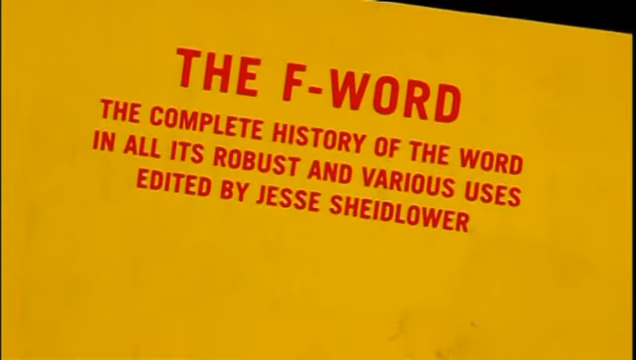 THE F-WORD
THE COMPLETE HISTORY OF THE WORD
IN ALL ITS ROBUST AND VARIOUS USES
EDITED BY JESSE SHEIDLOWER